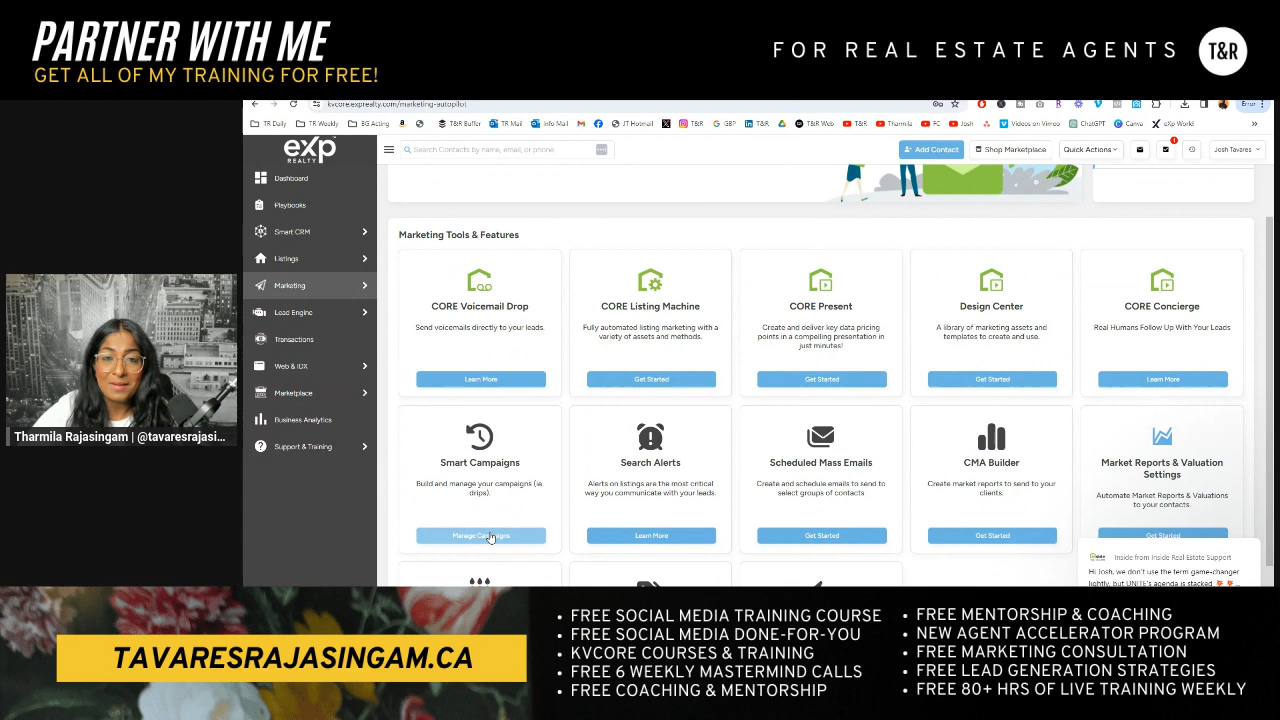 PARTNER WITH ME
GET ALL OF MY TRAINING FOR FREE!
FOR REAL ESTATE AGENTS
T&R
kvcore.exprealty.com/marketing-autopilot
Error
TR Daily
TR Weekly
BG Acting
T&R Buffer
TR Mail
Info Mail
JT Hotmail
T&R
GBP
T&R
T&R Web
T&R
Tharmila
FC
Josh
Videos on Vimeo
ChatGPT
Canva
eXp World
eXp
REALTY
Search Contacts by name, email, or phone
Add Contact
Shop Marketplace
Quick Actions
Josh Tavares
Dashboard
Playbooks
Smart CRM
Listings
Marketing
Lead Engine
Transactions
Web & IDX
Marketplace
Business Analytics
Support & Training
Marketing Tools & Features
CORE Voicemail Drop
Send voicemails directly to your leads.
Learn More
CORE Listing Machine
Fully automated listing marketing with a
variety of assets and methods.
Get Started
CORE Present
Create and deliver key data pricing
points in a compelling presentation in
just minutes!
Get Started
Design Center
A library of marketing assets and
templates to create and use.
Get Started
CORE Concierge
Real Humans Follow Up With Your Leads
Learn More
Smart Campaigns
Build and manage your campaigns (ie.
drips).
Search Alerts
Alerts on listings are the most critical
way you communicate with your leads.
Learn More
Scheduled Mass Emails
Create and schedule emails to send to
select groups of contacts
Get Started
CMA Builder
Create market reports to send to your
clients.
Get Started
Market Reports & Valuation
Settings
Automate Market Reports & Valuations
to your contacts.
Get Started
Inside from Inside Real Estate Support
Hi Josh, we don't use the term game-changer
lightly, but UNITE's agenda is stacked.
Tharmila Rajasingam | @tavaresrajasi...
TAVARESRAJASINGAM.CA
• FREE SOCIAL MEDIA TRAINING COURSE
• FREE SOCIAL MEDIA DONE-FOR-YOU
• KVCORE COURSES & TRAINING
• FREE 6 WEEKLY MASTERMIND CALLS
• FREE COACHING & MENTORSHIP
• FREE MENTORSHIP & COACHING
• NEW AGENT ACCELERATOR PROGRAM
• FREE MARKETING CONSULTATION
• FREE LEAD GENERATION STRATEGIES
• FREE 80+ HRS OF LIVE TRAINING WEEKLY